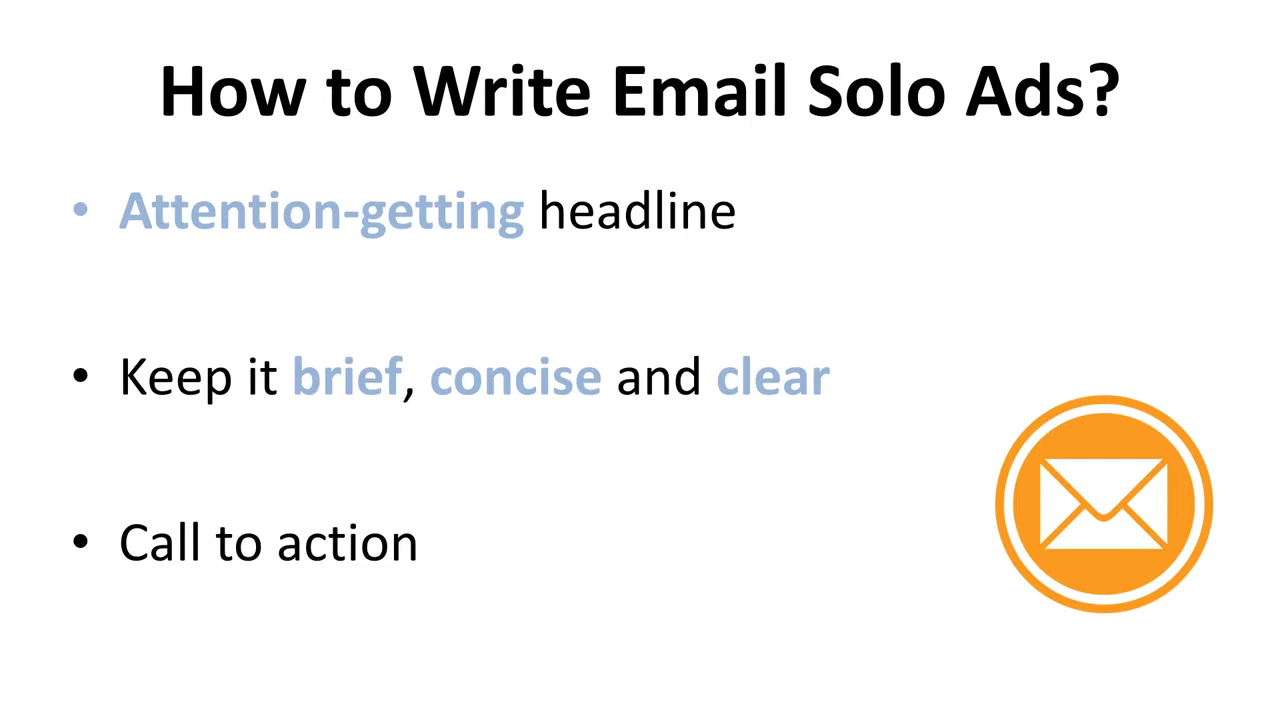 How to Write Email Solo Ads?
• Attention-getting headline
• Keep it brief, concise and clear
• Call to action